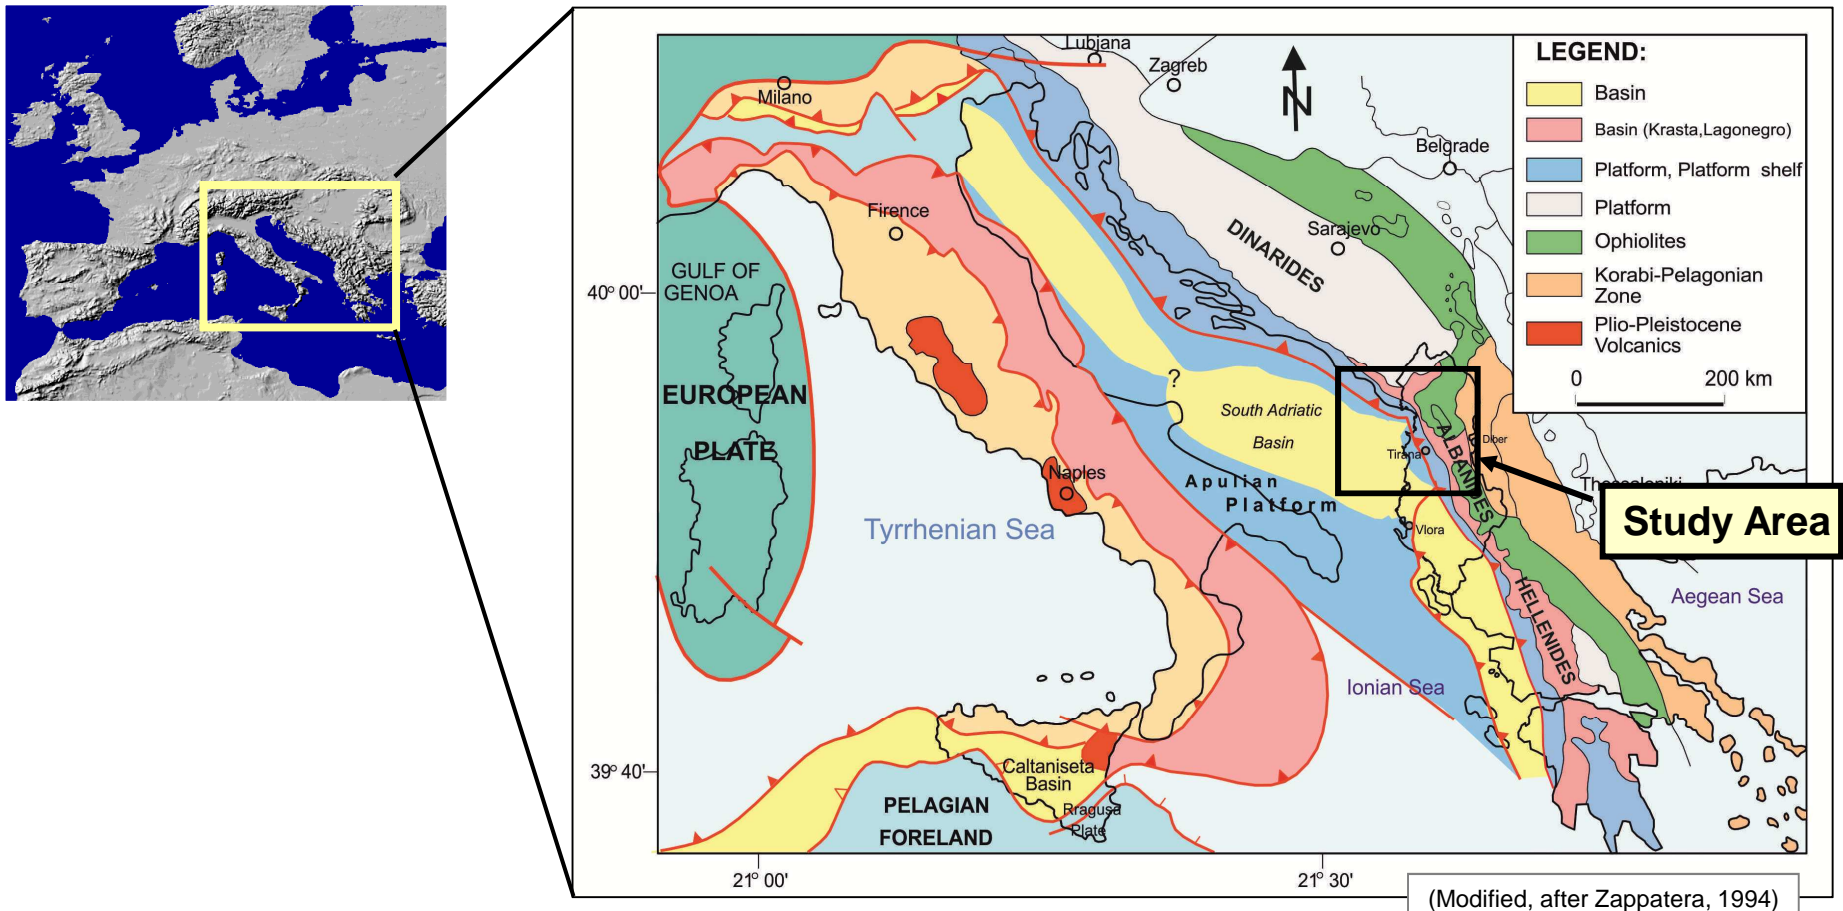 Lubjana
Zagreb
Milano
N
Belgrade
LEGEND:
Basin
Basin (Krasta,Lagonegro)
Platform, Platform shelf
Platform
Ophiolites
Korabi-Pelagonian
Zone
Plio-Pleistocene
Volcanics
0 200 km
Firence
Sarajevo
DINARIDES
GULF OF
GENOA
40° 00'
EUROPEAN
PLATE
?
South Adriatic
Basin
Tirana
Diber
ALBANIDES
Naples
Apulian
Platform
Thessaloniki
Study Area
Tyrrhenian Sea
Vlora
HELLENIDES
Aegean Sea
Ionian Sea
39° 40'
Caltaniseta
Basin
PELAGIAN
FORELAND
Rragusa
Plate
21° 00'
21° 30'
(Modified, after Zappatera, 1994)